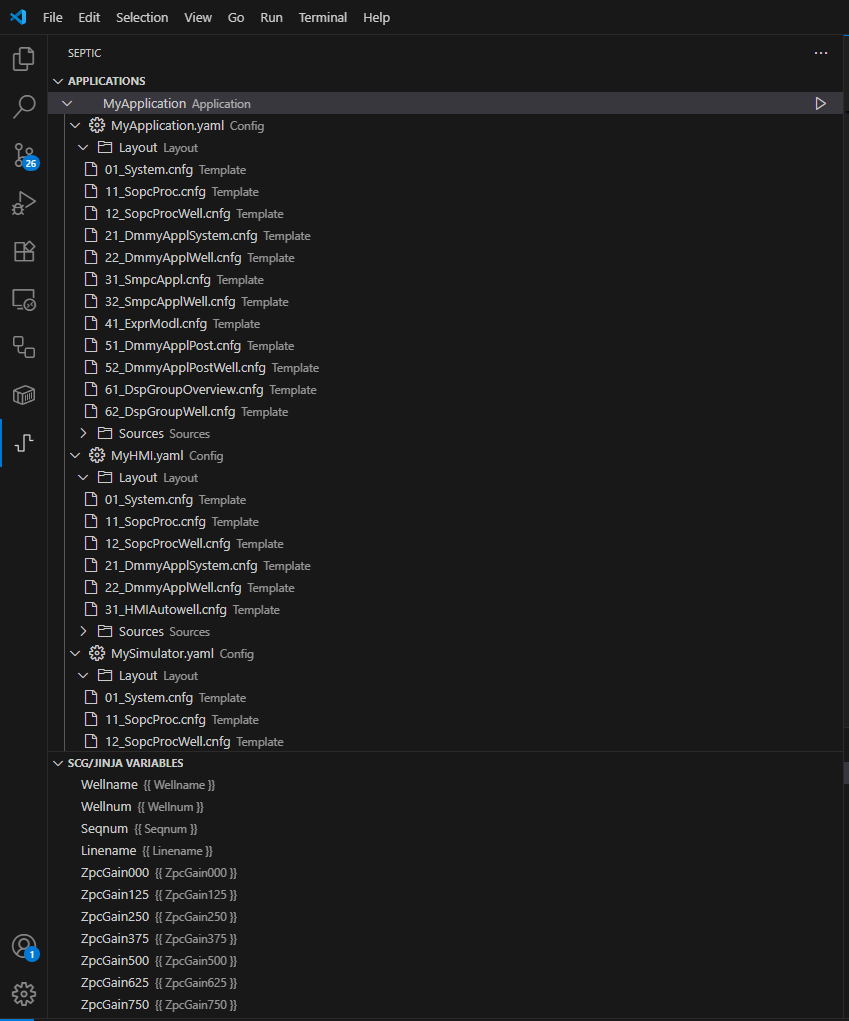 File Edit Selection View Go Run Terminal Help
SEPTIC
APPLICATIONS
MyApplication Application
MyApplication.yaml Config
Layout Layout
01_System.cnfg Template
11_SopcProc.cnfg Template
12_SopcProcWell.cnfg Template
21_DmmyApplSystem.cnfg Template
22_DmmyApplWell.cnfg Template
31_SmpcAppl.cnfg Template
32_SmpcApplWell.cnfg Template
41_ExprModl.cnfg Template
51_DmmyApplPost.cnfg Template
52_DmmyApplPostWell.cnfg Template
61_DspGroupOverview.cnfg Template
62_DspGroupWell.cnfg Template
Sources Sources
MyHMI.yaml Config
Layout Layout
01_System.cnfg Template
11_SopcProc.cnfg Template
12_SopcProcWell.cnfg Template
21_DmmyApplSystem.cnfg Template
22_DmmyApplWell.cnfg Template
31_HMIAutowell.cnfg Template
Sources Sources
MySimulator.yaml Config
Layout Layout
01_System.cnfg Template
11_SopcProc.cnfg Template
12_SopcProcWell.cnfg Template
SCG/JINJA VARIABLES
Wellname {{ Wellname }}
Wellnum {{ Wellnum }}
Seqnum {{ Seqnum }}
Linename {{ Linename }}
ZpcGain000 {{ ZpcGain000 }}
ZpcGain125 {{ ZpcGain125 }}
ZpcGain250 {{ ZpcGain250 }}
ZpcGain375 {{ ZpcGain375 }}
ZpcGain500 {{ ZpcGain500 }}
ZpcGain625 {{ ZpcGain625 }}
ZpcGain750 {{ ZpcGain750 }}
26
1